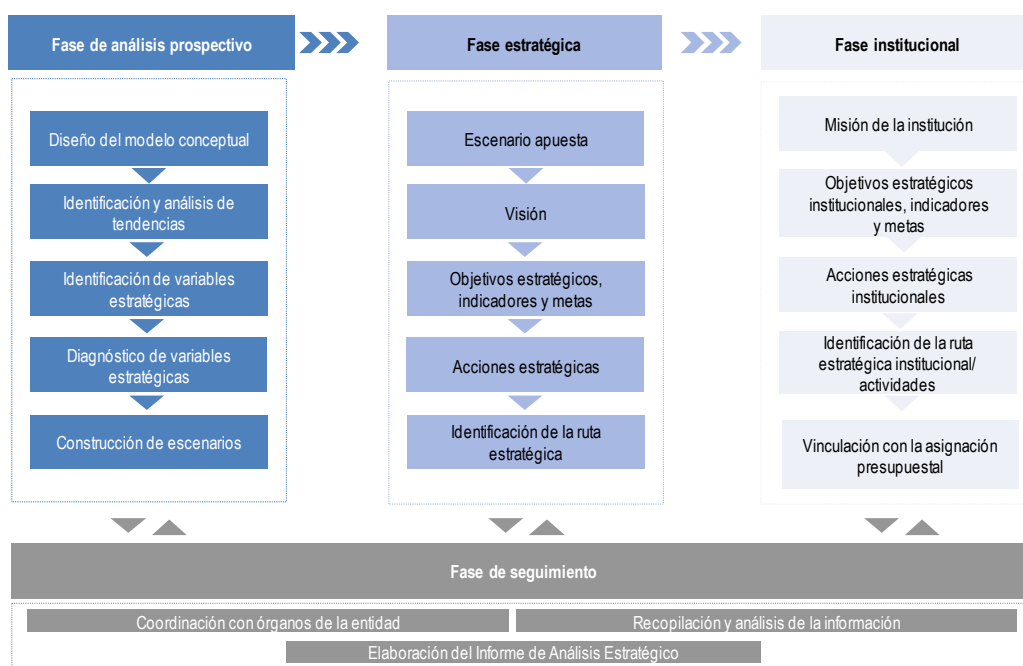 Fase de análisis prospectivo
Fase estratégica
Fase institucional
Diseño del modelo conceptual
Identificación y análisis de
tendencias
Identificación de variables
estratégicas
Diagnóstico de variables
estratégicas
Construcción de escenarios
Escenario apuesta
Visión
Objetivos estratégicos,
indicadores y metas
Acciones estratégicas
Identificación de la ruta
estratégica
Misión de la institución
Objetivos estratégicos
institucionales, indicadores
y metas
Acciones estratégicas
institucionales
Identificación de la ruta
estratégica institucional/
actividades
Vinculación con la asignación
presupuestal
Fase de seguimiento
Coordinación con órganos de la entidad
Recopilación y análisis de la información
Elaboración del Informe de Análisis Estratégico